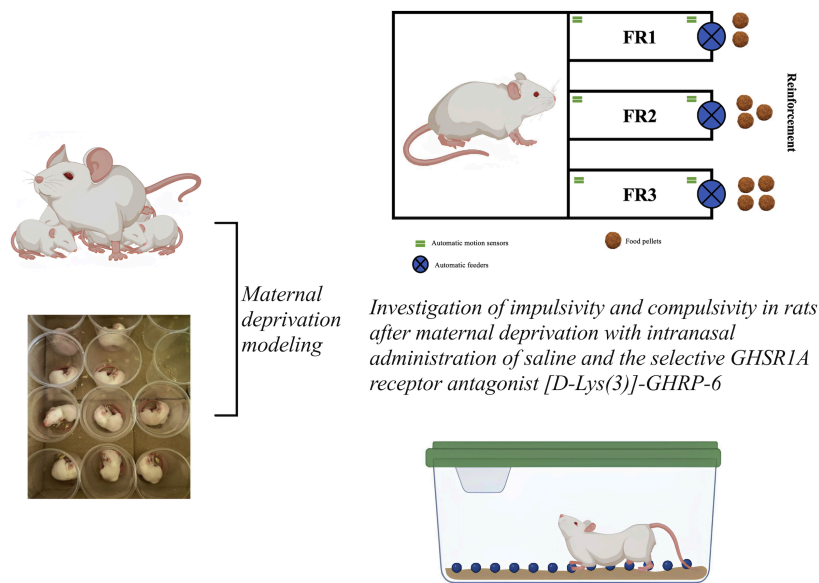 FR1
FR2
FR3
Reinforcement
Automatic motion sensors
Food pellets
Automatic feeders
Maternal
deprivation
modeling
Investigation of impulsivity and compulsivity in rats
after maternal deprivation with intranasal
administration of saline and the selective GHSR1A
receptor antagonist [D-Lys(3)]-GHRP-6